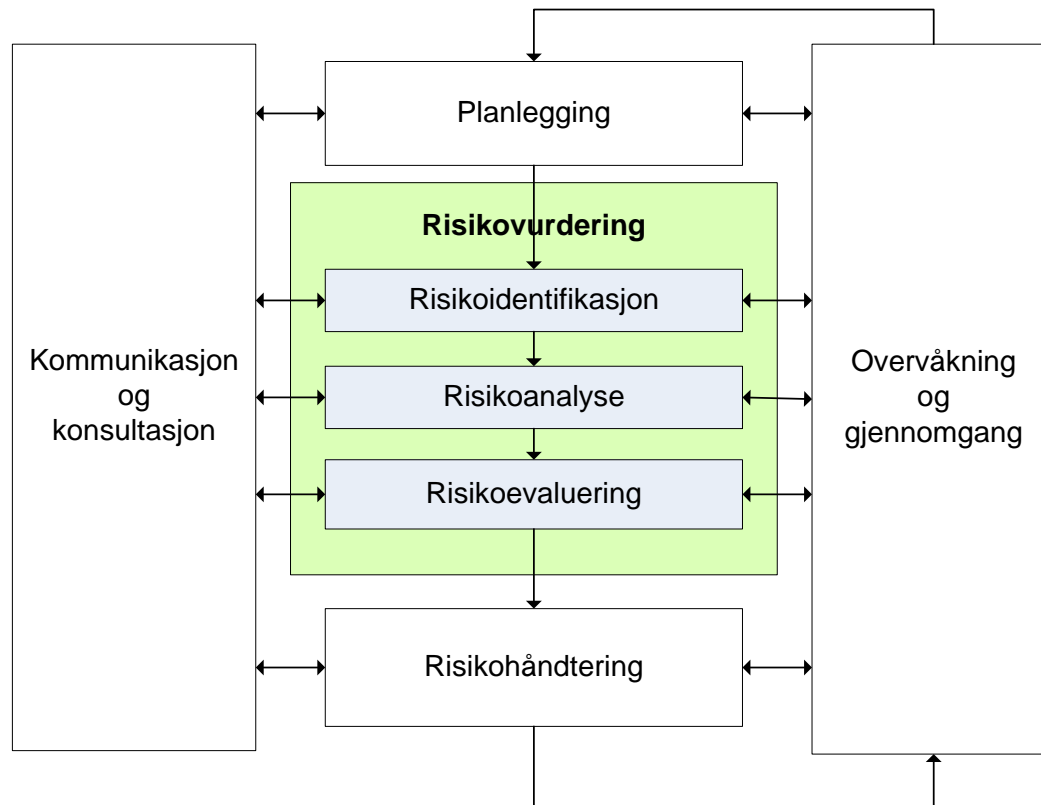 Planlegging
Risikovurdering
Risikoidentifikasjon
Risikoanalyse
Risikoevaluering
Risikohåndtering
Kommunikasjon
og
konsultasjon
Overvåkning
og
gjennomgang